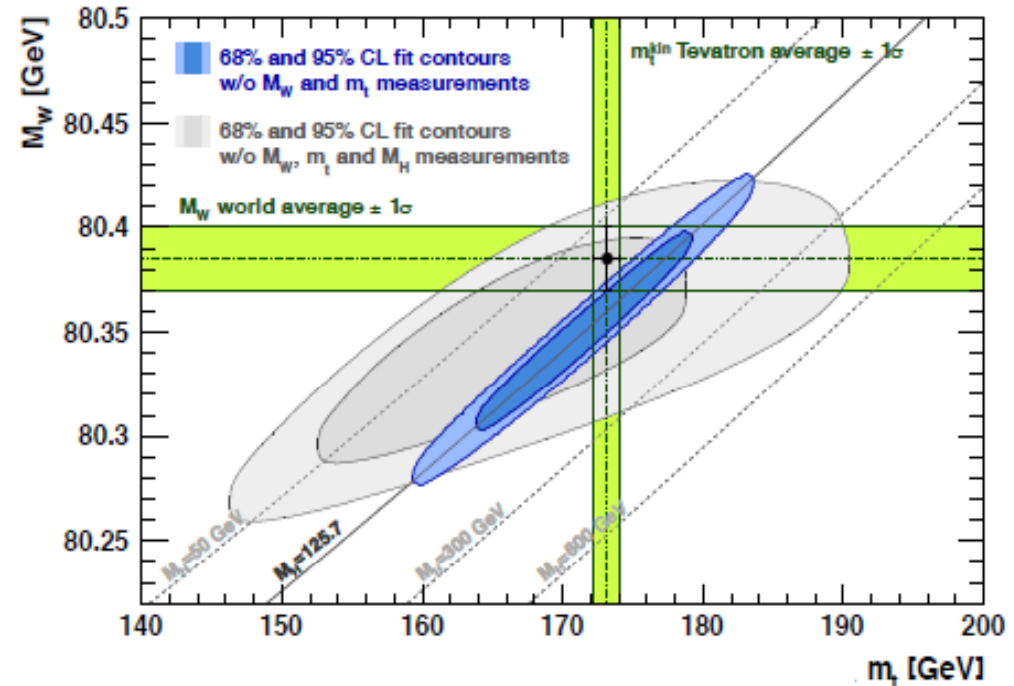 M_W [GeV]
80.5
80.45
80.4
80.35
80.3
80.25
68% and 95% CL fit contours
w/o M_W and m_t measurements
68% and 95% CL fit contours
w/o M_W, m_t and M_H measurements
m_t^kin Tevatron average ± 1σ
M_W world average ± 1σ
M_H=50 GeV
M_H=125.7
M_H=300 GeV
M_H=600 GeV
140 150 160 170 180 190 200
m_t [GeV]